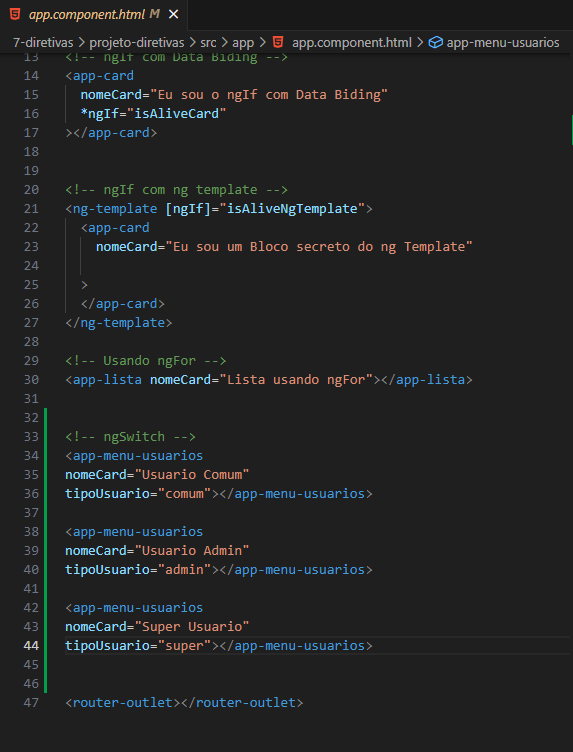 app.component.html M ×
7-diretivas > projeto-diretivas > src > app > app.component.html > app-menu-usuarios
13 <!-- ngIf com Data Biding -->
14 <app-card
15 nomeCard="Eu sou o ngIf com Data Biding"
16 *ngIf="isAliveCard"
17 ></app-card>
18
19
20 <!-- ngIf com ng template -->
21 <ng-template [ngIf]="isAliveNgTemplate">
22 <app-card
23 nomeCard="Eu sou um Bloco secreto do ng Template"
24
25 >
26 </app-card>
27 </ng-template>
28
29 <!-- Usando ngFor -->
30 <app-lista nomeCard="Lista usando ngFor"></app-lista>
31
32
33 <!-- ngSwitch -->
34 <app-menu-usuarios
35 nomeCard="Usuario Comum"
36 tipoUsuario="comum"></app-menu-usuarios>
37
38 <app-menu-usuarios
39 nomeCard="Usuario Admin"
40 tipoUsuario="admin"></app-menu-usuarios>
41
42 <app-menu-usuarios
43 nomeCard="Super Usuario"
44 tipoUsuario="super"></app-menu-usuarios>
45
46
47 <router-outlet></router-outlet>